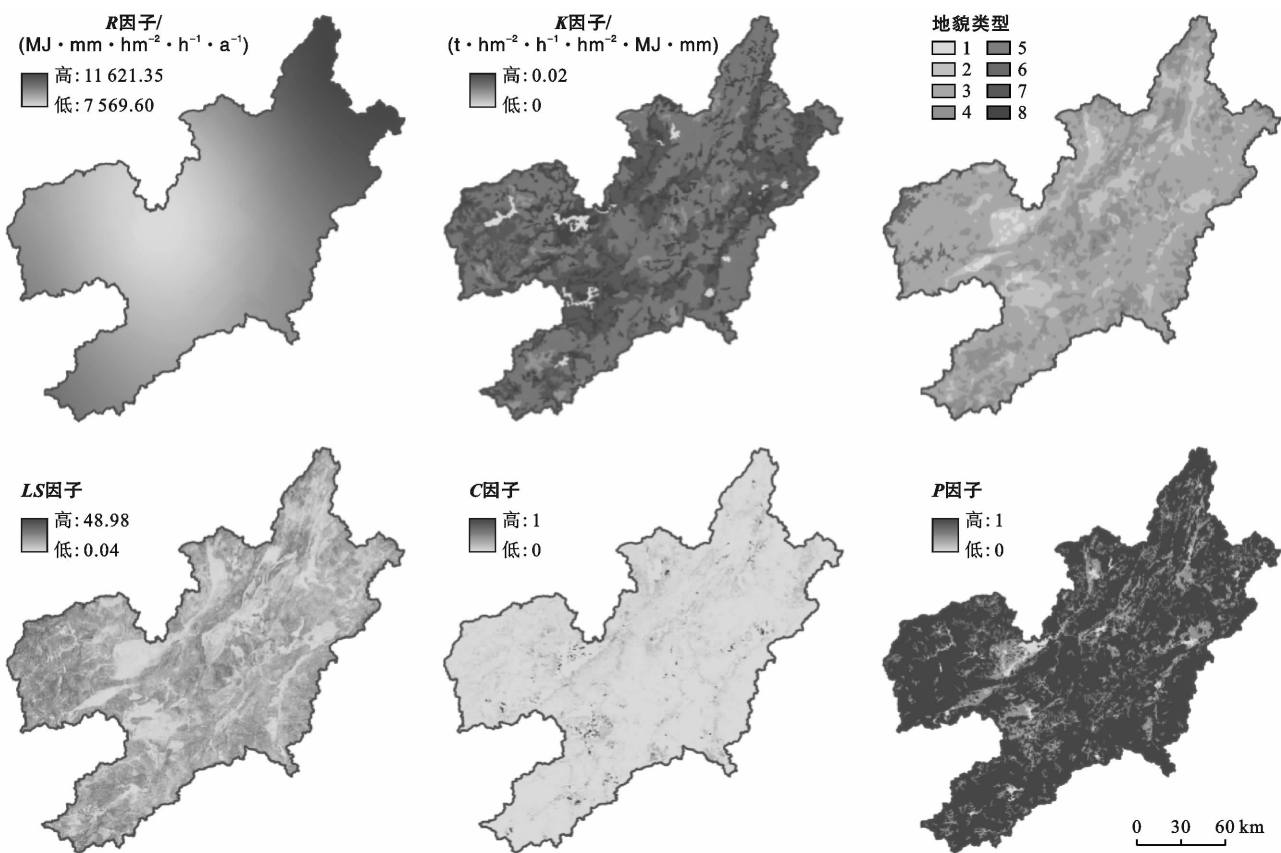 R因子/
(MJ·mm·hm⁻²·h⁻¹·a⁻¹)
高: 11 621.35
低: 7 569.60
K因子/
(t·hm⁻²·h⁻¹·hm⁻²·MJ·mm)
高: 0.02
低: 0
地貌类型
1 5
2 6
3 7
4 8
LS因子
高: 48.98
低: 0.04
C因子
高: 1
低: 0
P因子
高: 1
低: 0
0 30 60 km